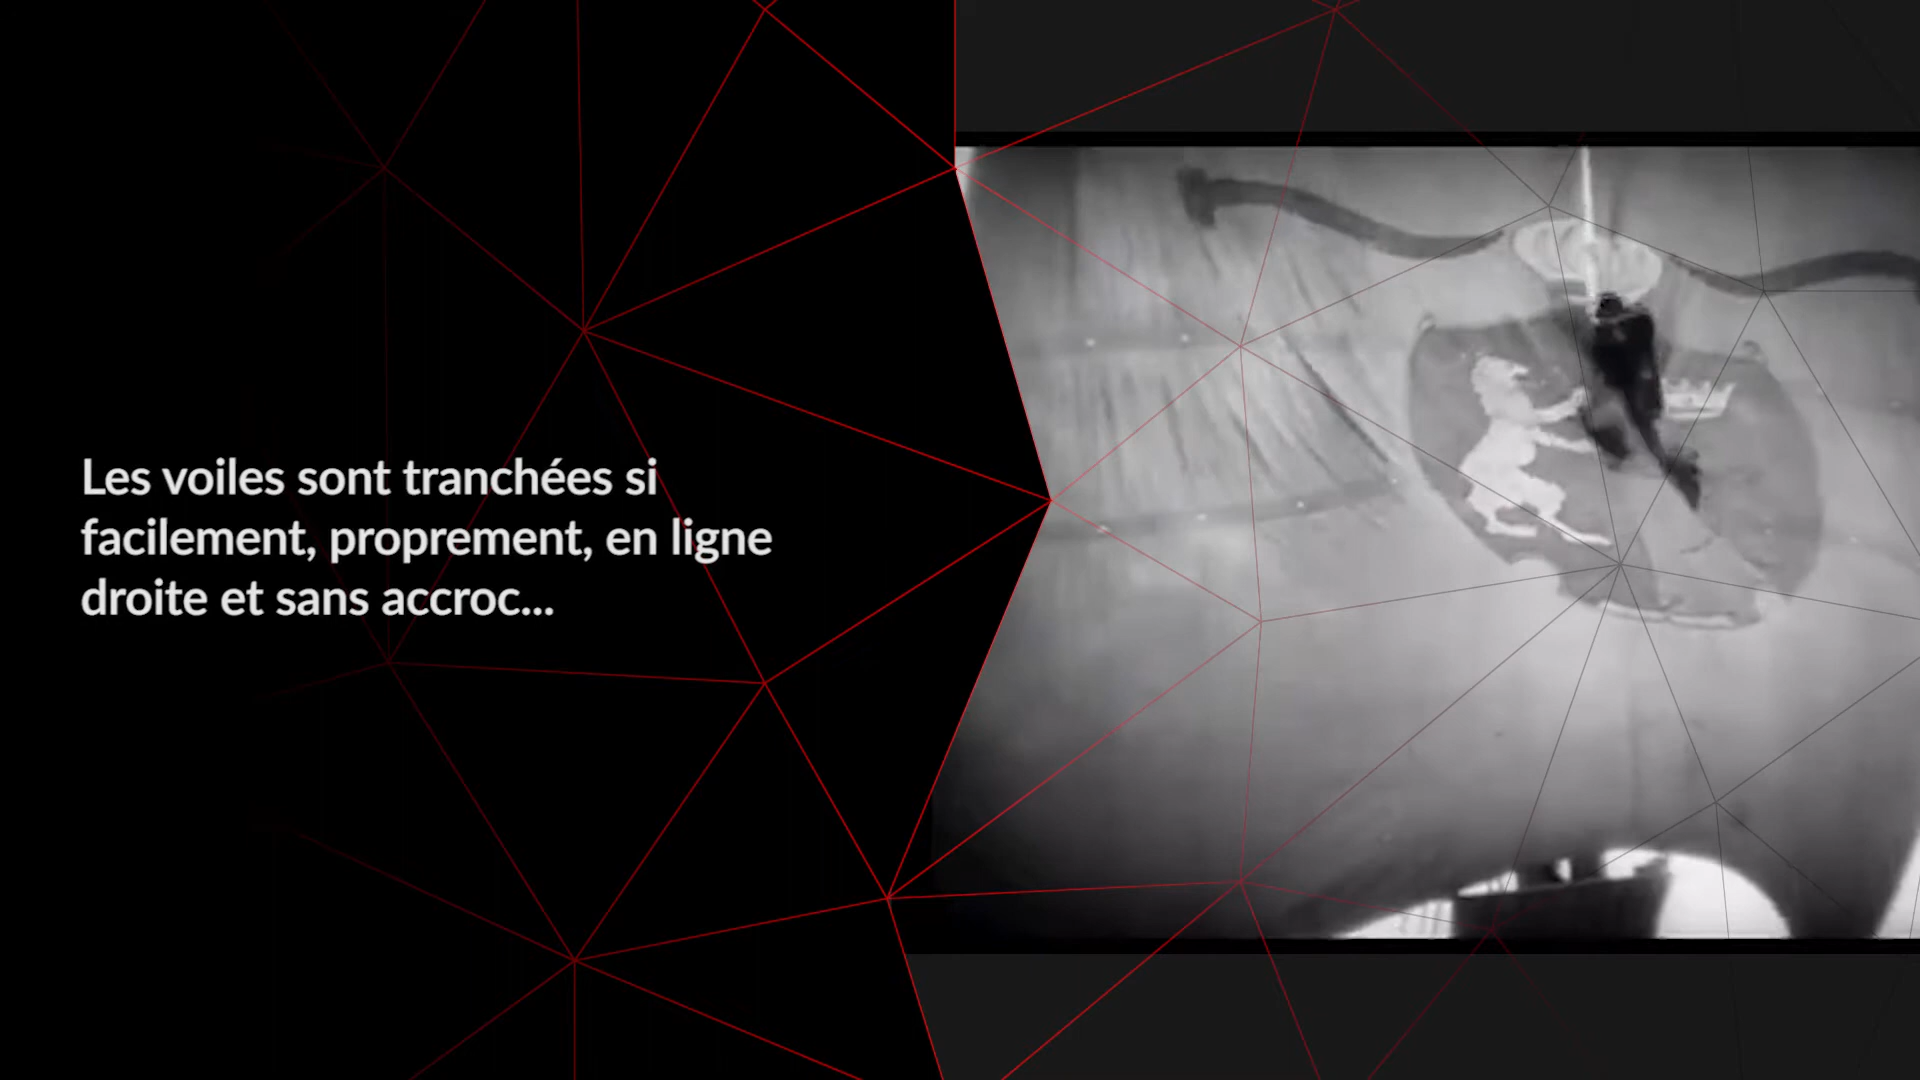 Les voiles sont tranchées si
facilement, proprement, en ligne
droite et sans accroc...